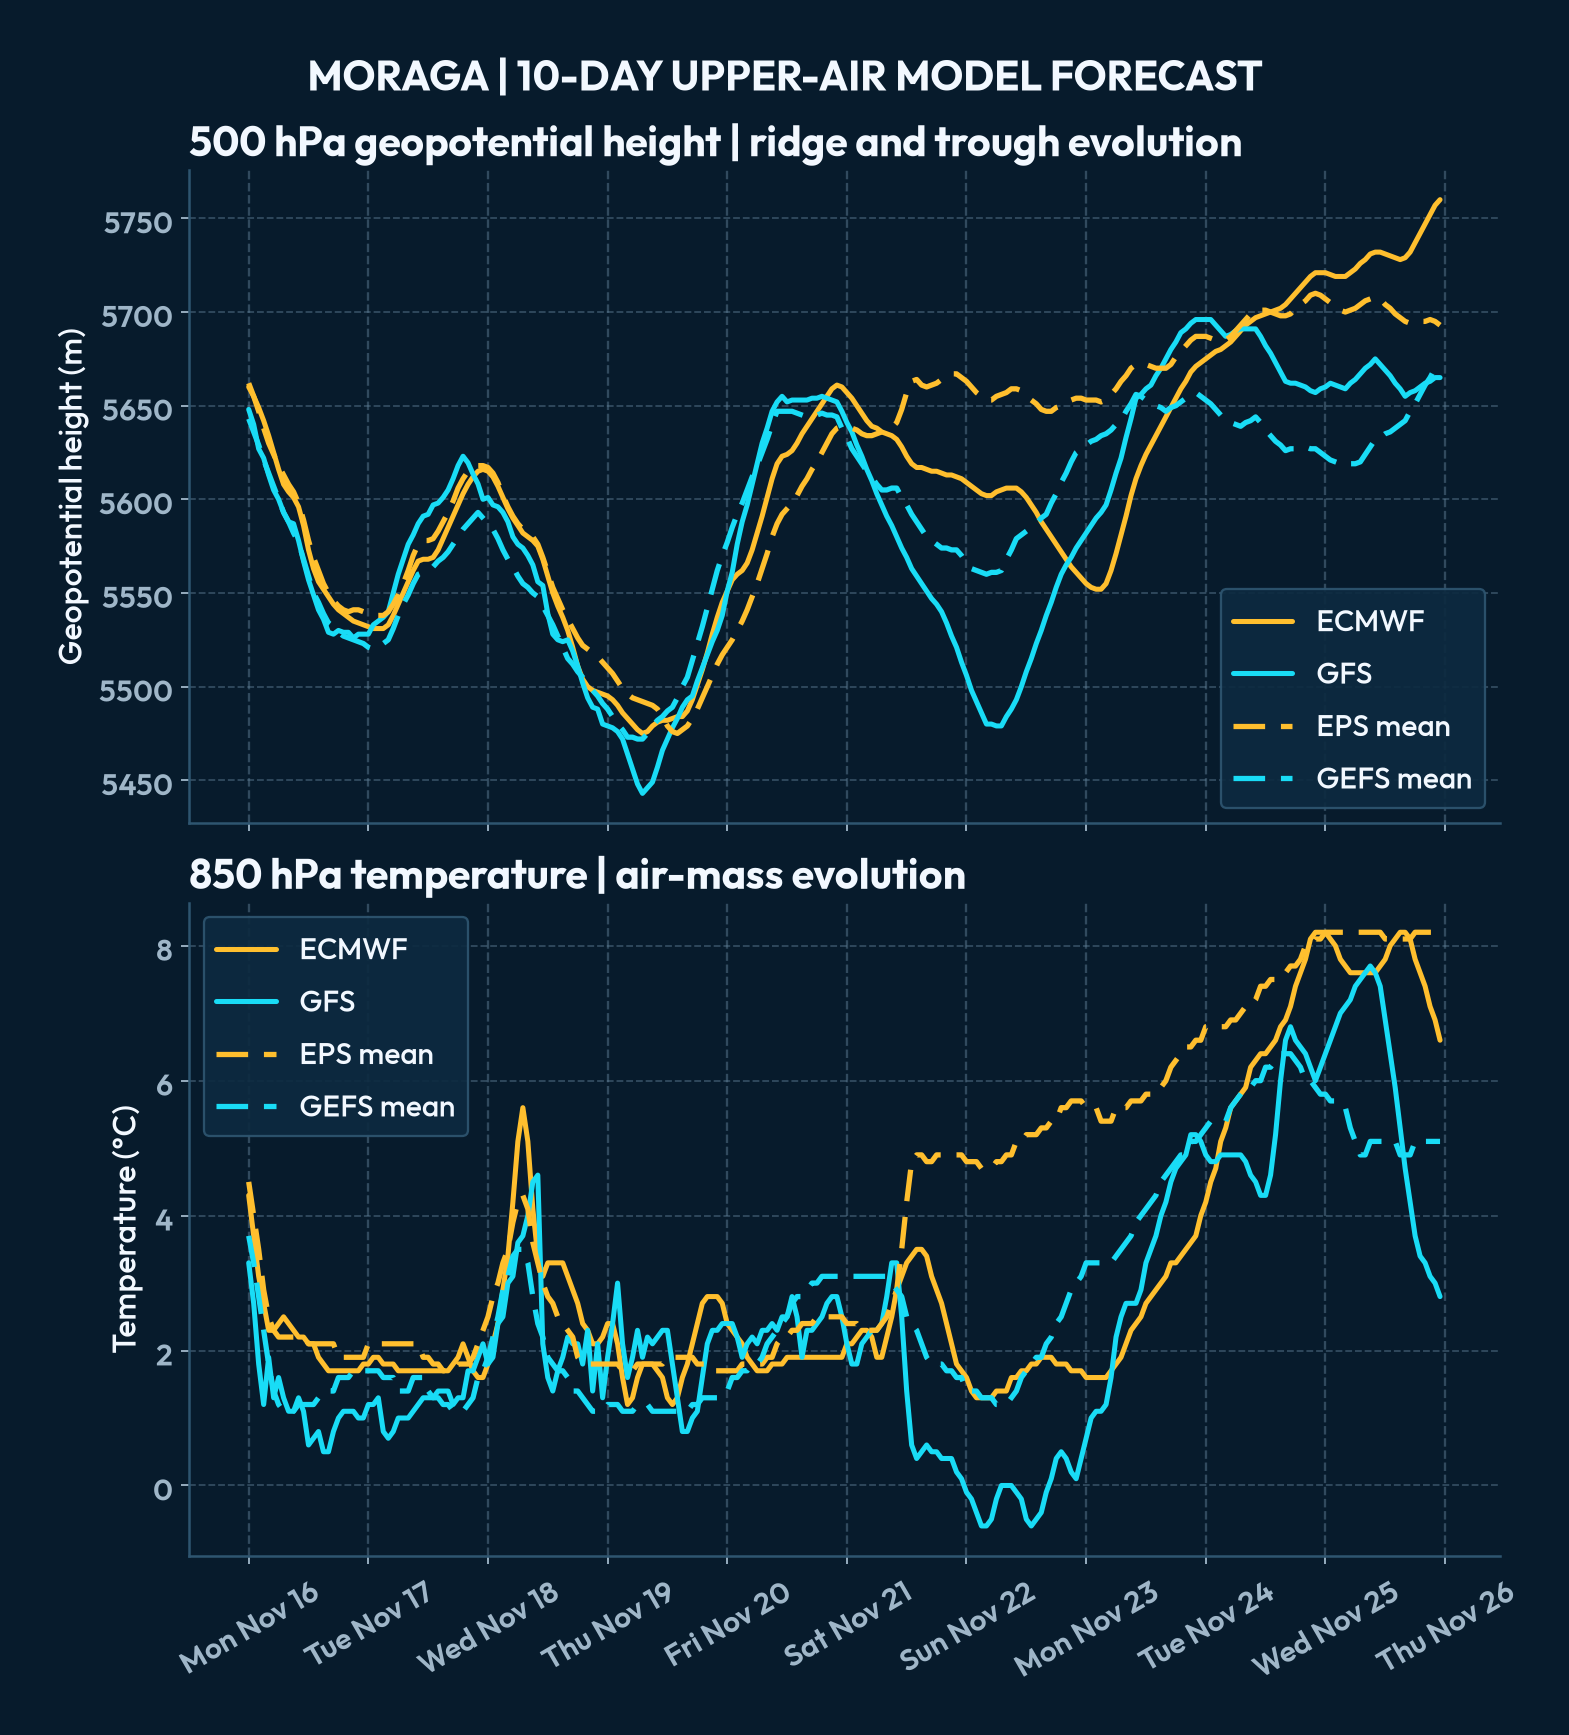 MORAGA | 10-DAY UPPER-AIR MODEL FORECAST
500 hPa geopotential height | ridge and trough evolution
Geopotential height (m)
5750
5700
5650
5600
5550
5500
5450
ECMWF
GFS
EPS mean
GEFS mean
850 hPa temperature | air-mass evolution
Temperature (°C)
8
6
4
2
0
ECMWF
GFS
EPS mean
GEFS mean
Mon Nov 16
Tue Nov 17
Wed Nov 18
Thu Nov 19
Fri Nov 20
Sat Nov 21
Sun Nov 22
Mon Nov 23
Tue Nov 24
Wed Nov 25
Thu Nov 26